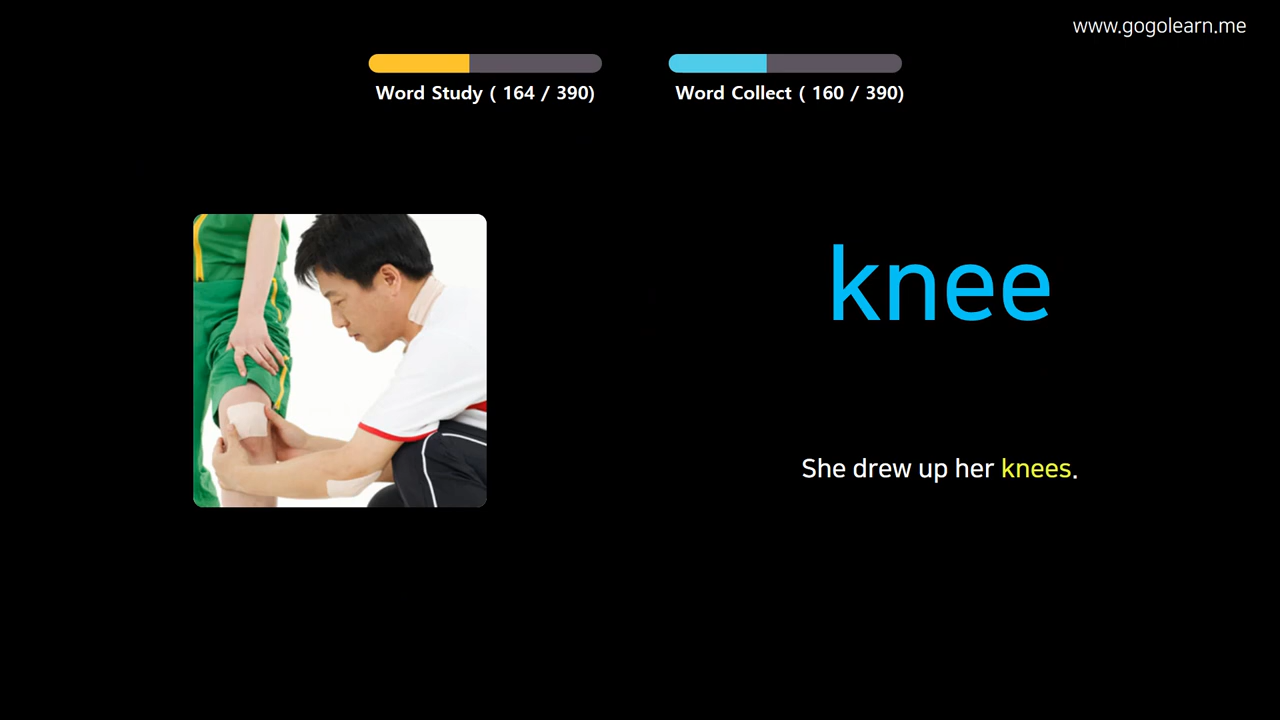 www.gogolearn.me
Word Study ( 164 / 390)
Word Collect ( 160 / 390)
knee
She drew up her knees.